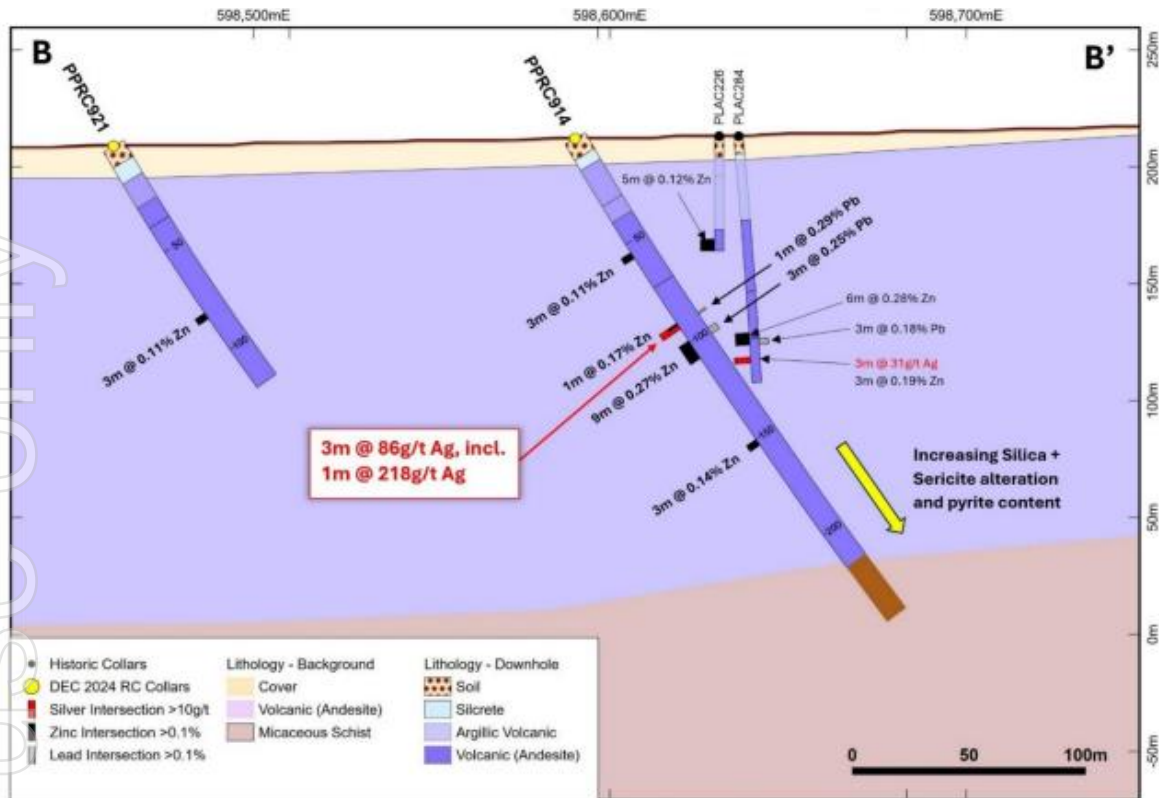 598,500mE
598,600mE
598,700mE
B
B'
250m
200m
150m
100m
50m
0m
-50m
PPRC921
PPRC914
PLAC226
PLAC284
5m @ 0.12% Zn
1m @ 0.29% Pb
3m @ 0.25% Pb
50
50
3m @ 0.11% Zn
3m @ 0.11% Zn
100
100
1m @ 0.17% Zn
9m @ 0.27% Zn
6m @ 0.28% Zn
3m @ 0.18% Pb
3m @ 31g/t Ag
3m @ 0.19% Zn
3m @ 86g/t Ag, incl.
1m @ 218g/t Ag
150
3m @ 0.14% Zn
200
Increasing Silica +
Sericite alteration
and pyrite content
Historic Collars
DEC 2024 RC Collars
Silver Intersection >10g/t
Zinc Intersection >0.1%
Lead Intersection >0.1%
Lithology - Background
Cover
Volcanic (Andesite)
Micaceous Schist
Lithology - Downhole
Soil
Silcrete
Argillic Volcanic
Volcanic (Andesite)
0 50 100m